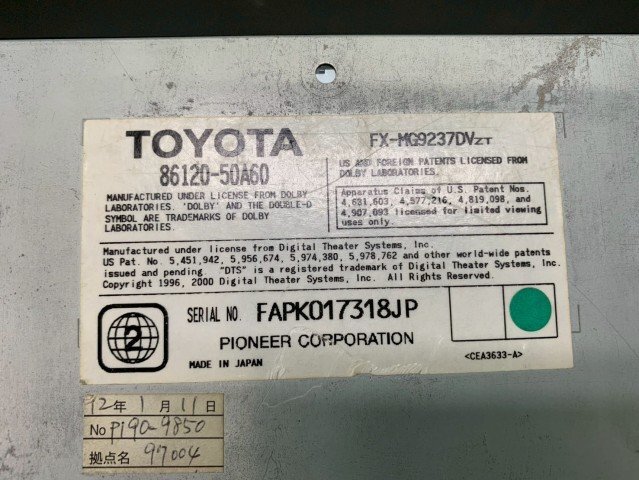 TOYOTA
86120-50A60
FX-MG9237DVZT
MANUFACTURED UNDER LICENSE FROM DOLBY
LABORATORIES. 'DOLBY' AND THE DOUBLE-D
SYMBOL ARE TRADEMARKS OF DOLBY
LABORATORIES.
US AND FOREIGN PATENTS LICENSED FROM
DOLBY LABORATORIES.
Apparatus Claims of U.S. Patent Nos.
4,631,603, 4,577,216, 4,819,098, and
4,907,093 licensed for limited viewing
uses only.
Manufactured under license from Digital Theater Systems, Inc.
US Pat. No. 5,451,942, 5,956,674, 5,974,380, 5,978,762 and other world-wide patents
issued and pending "DTS" is a registered trademark of Digital Theater Systems, Inc.
Copyright 1996, 2000 Digital Theater Systems, Inc. All Rights Reserved.
2
SERIAL NO. FAPK017318JP
PIONEER CORPORATION
MADE IN JAPAN
<CEA3633-A>
12年1月11日
No P190-9850
拠点名 97004